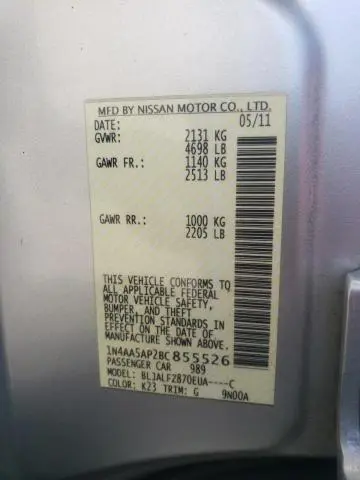 MFD BY NISSAN MOTOR CO., LTD.
DATE: 05/11
GVWR: 2131 KG
4698 LB
GAWR FR.: 1140 KG
2513 LB
GAWR RR.: 1000 KG
2205 LB
THIS VEHICLE CONFORMS TO
ALL APPLICABLE FEDERAL
MOTOR VEHICLE SAFETY,
BUMPER, AND THEFT
PREVENTION STANDARDS IN
EFFECT ON THE DATE OF
MANUFACTURE SHOWN ABOVE.
1N4AA5AP2BC855526
PASSENGER CAR 989
MODEL: BLJALF2870EUA----C
COLOR: K23 TRIM: G 9N00A